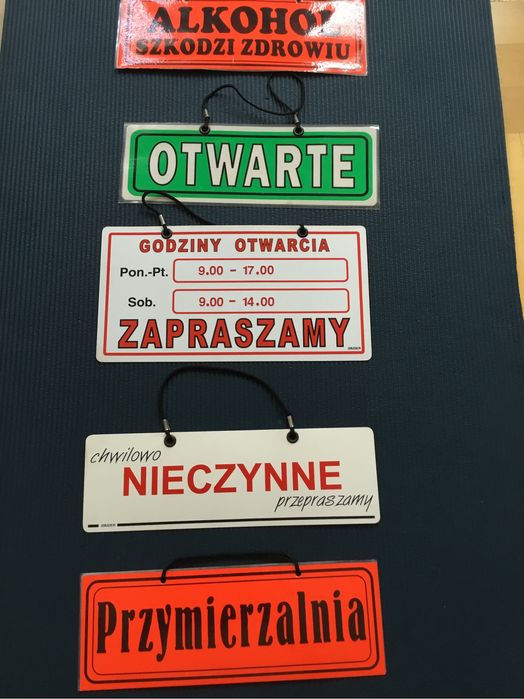 ALKOHOL
SZKODZI ZDROWIU
OTWARTE
GODZINY OTWARCIA
Pon.-Pt. 9.00 - 17.00
Sob. 9.00 - 14.00
ZAPRASZAMY
chwilowo
NIECZYNNE
przepraszamy
Przymierzalnia